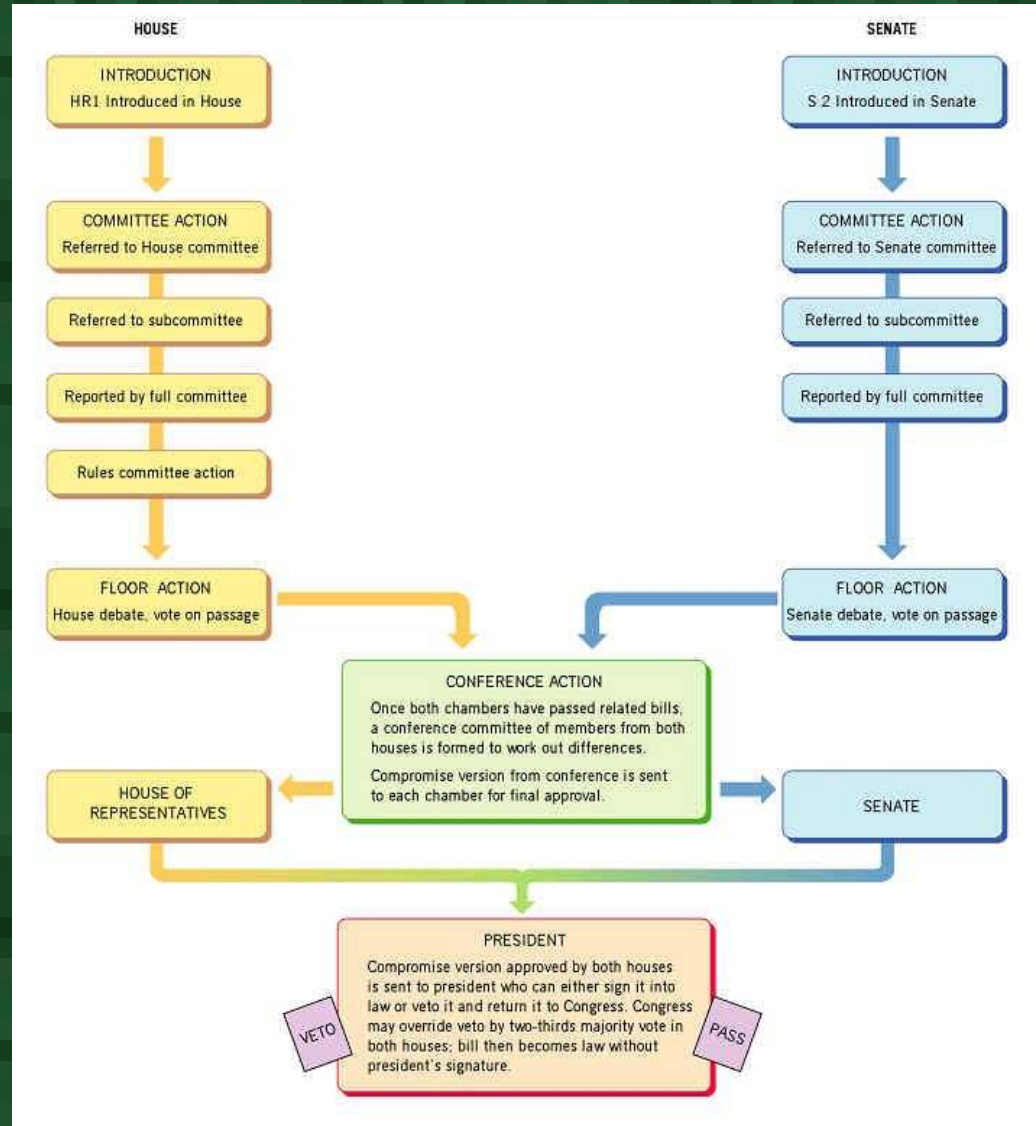 HOUSE
INTRODUCTION
HR1 Introduced in House
COMMITTEE ACTION
Referred to House committee
Referred to subcommittee
Reported by full committee
Rules committee action
FLOOR ACTION
House debate, vote on passage
SENATE
INTRODUCTION
S 2 Introduced in Senate
COMMITTEE ACTION
Referred to Senate committee
Referred to subcommittee
Reported by full committee
FLOOR ACTION
Senate debate, vote on passage
CONFERENCE ACTION
Once both chambers have passed related bills,
a conference committee of members from both
houses is formed to work out differences.
Compromise version from conference is sent
to each chamber for final approval.
HOUSE OF
REPRESENTATIVES
SENATE
PRESIDENT
Compromise version approved by both houses
is sent to president who can either sign it into
law or veto it and return it to Congress. Congress
may override veto by two-thirds majority vote in
both houses; bill then becomes law without
president's signature.
VETO
PASS